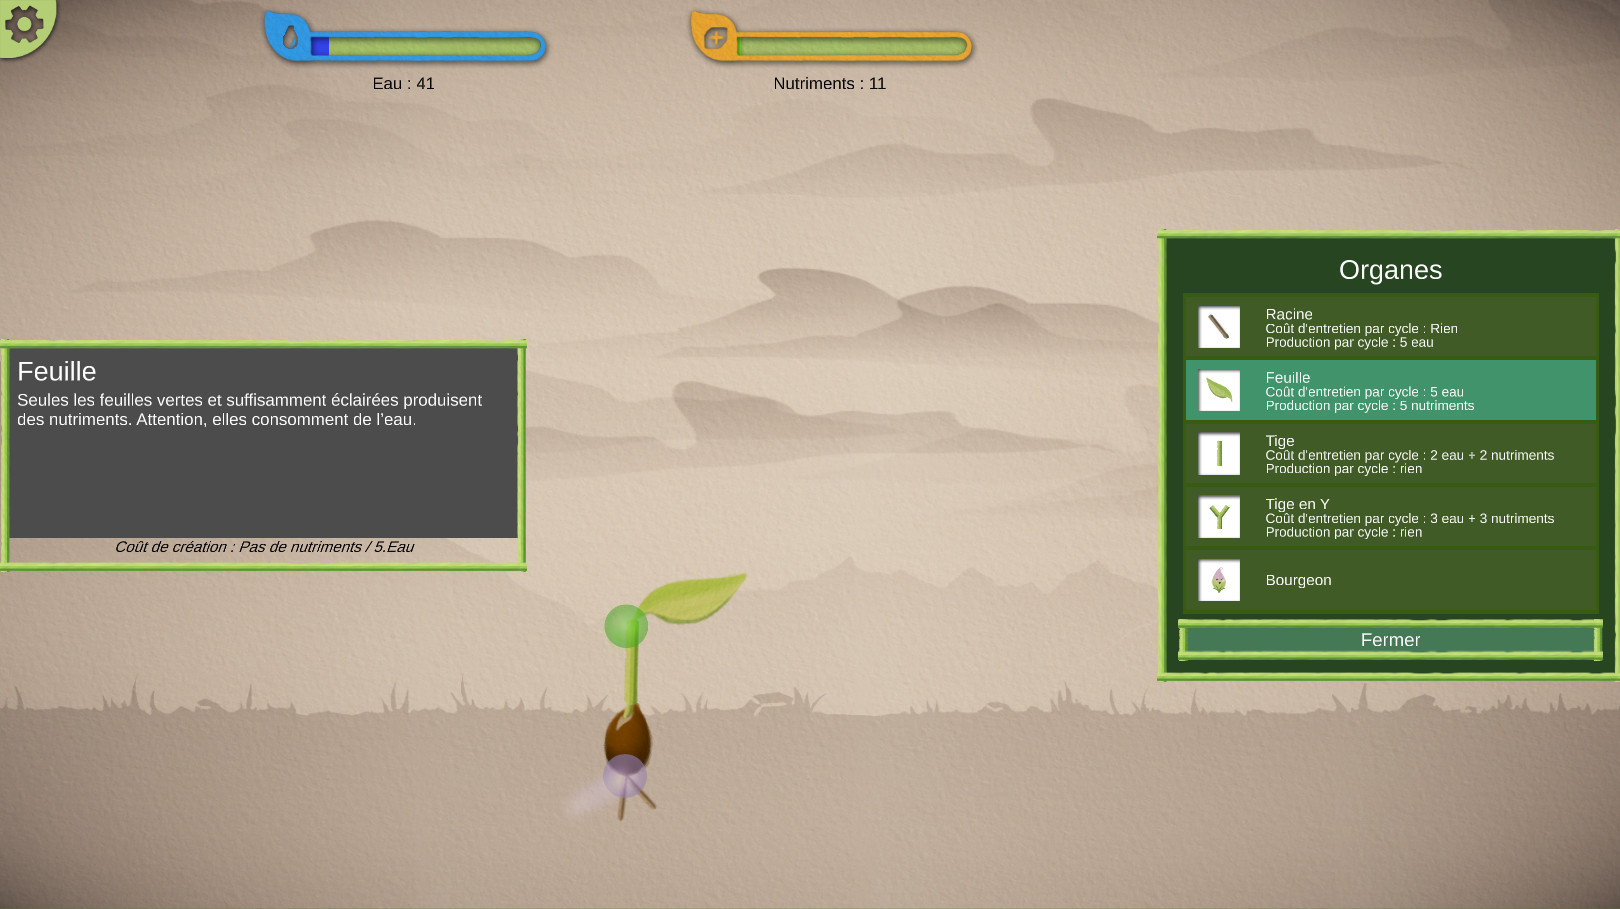 Eau : 41
Nutriments : 11
Organes
Racine
Coût d'entretien par cycle : Rien
Production par cycle : 5 eau
Feuille
Coût d'entretien par cycle : 5 eau
Production par cycle : 5 nutriments
Tige
Coût d'entretien par cycle : 2 eau + 2 nutriments
Production par cycle : rien
Tige en Y
Coût d'entretien par cycle : 3 eau + 3 nutriments
Production par cycle : rien
Bourgeon
Fermer
Feuille
Seules les feuilles vertes et suffisamment éclairées produisent
des nutriments. Attention, elles consomment de l'eau.
Coût de création : Pas de nutriments / 5.Eau